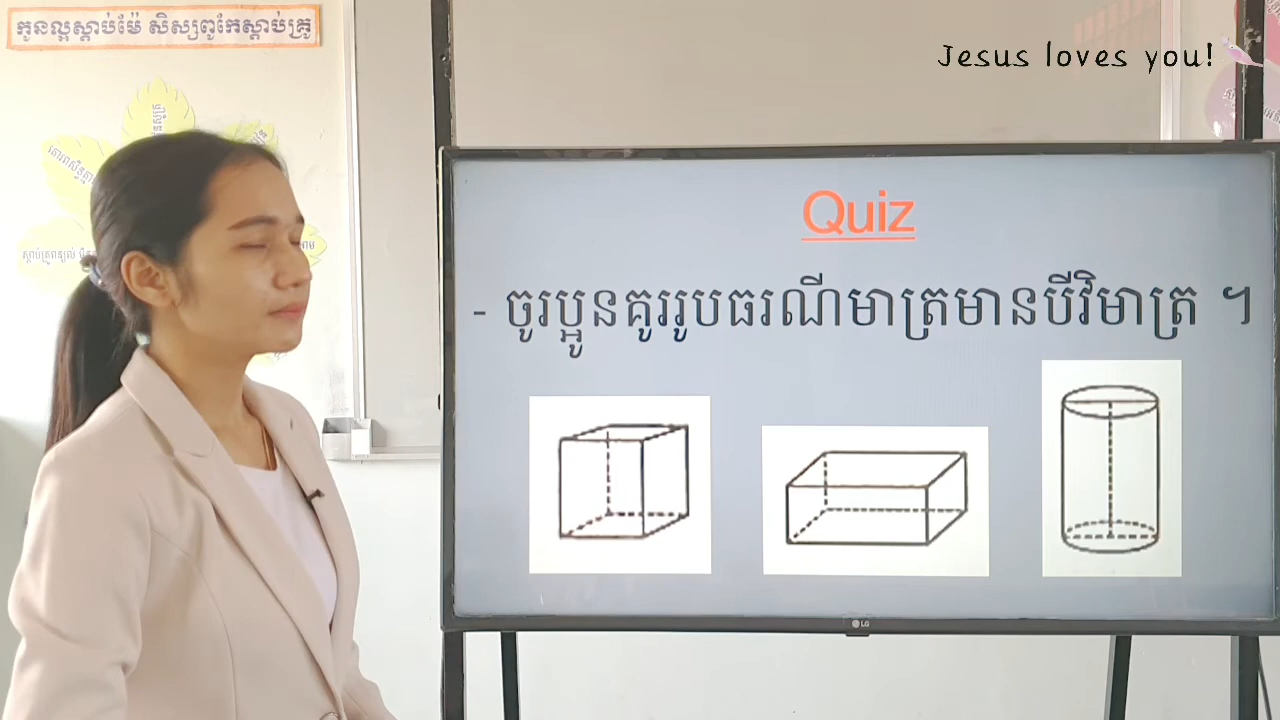 កូនល្អស្ដាប់ម៉ែ សិស្សពូកែស្ដាប់គ្រូ
Jesus loves you!
Quiz
- ចូរប្អូនគូររូបធរណីមាត្រមានបីវិមាត្រ ។
LG